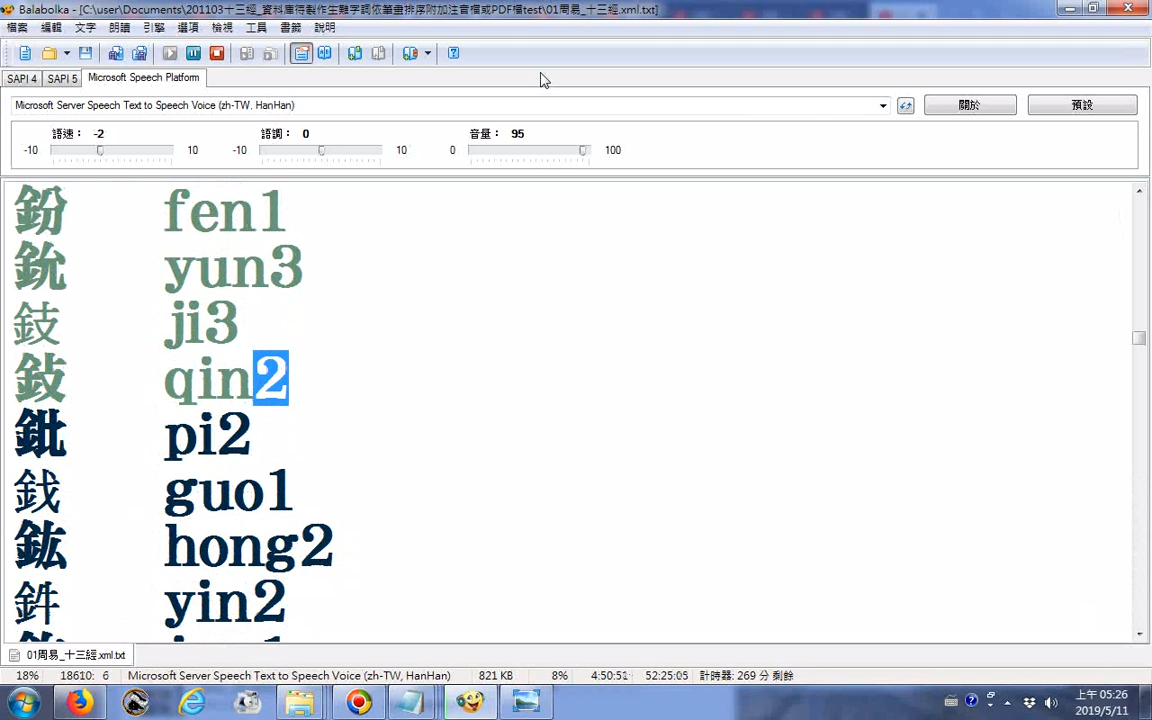 Balabolka - [C:\user\Documents\201103十三經_資料庫待製作生難字詞依筆畫排序附加注音檔或PDF檔test\01周易_十三經.xml.txt]
檔案 編輯 文字 朗讀 引擎 選項 檢視 工具 書籤 說明
SAPI 4 SAPI 5 Microsoft Speech Platform
Microsoft Server Speech Text to Speech Voice (zh-TW, HanHan) 關於 預設
語速： -2 語調： 0 音量： 95
-10 10 -10 10 0 100
鈖 fen1
鈗 yun3
鈘 ji3
鈙 qin2
鈚 pi2
鈛 guo1
鈜 hong2
鈝 yin2
01周易_十三經.xml.txt
18% 18610: 6 Microsoft Server Speech Text to Speech Voice (zh-TW, HanHan) 821 KB 8% 4:50:51 52:25:05 計時器: 269 分 剩餘
上午 05:26
2019/5/11